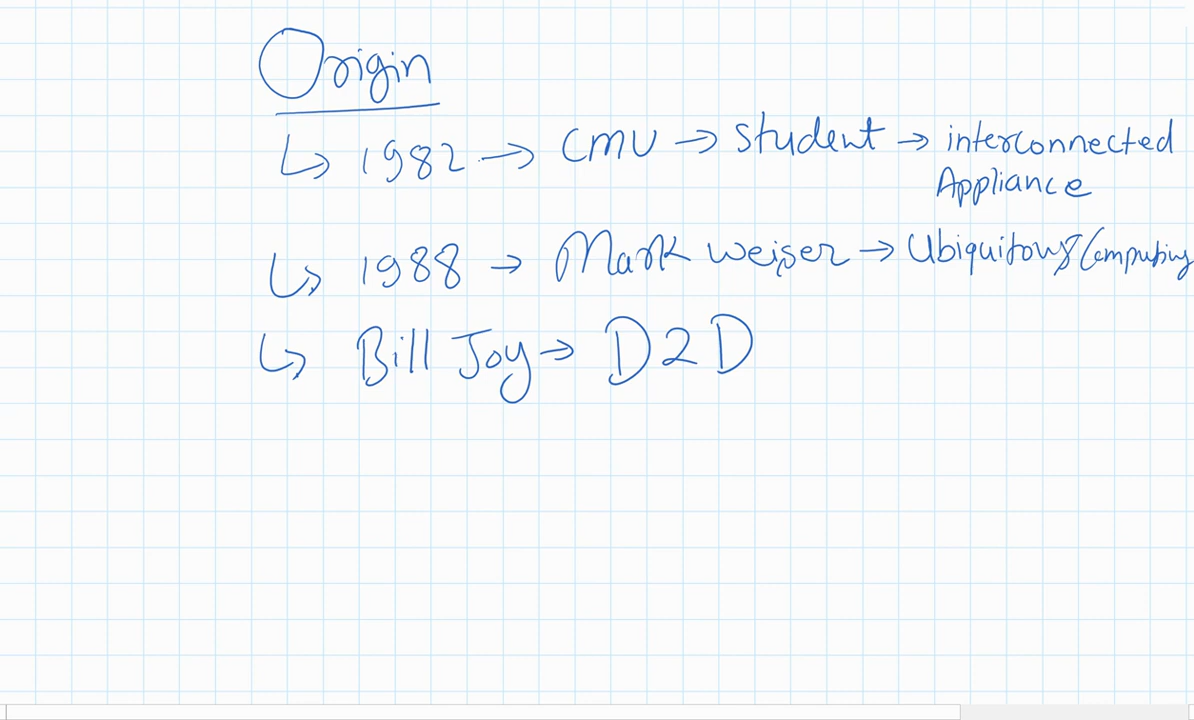 Origin
↳ 1982 → CMU → Student → interconnected
Appliance
↳ 1988 → Mark weiser → Ubiquitous Computing
↳ Bill Joy → D2D